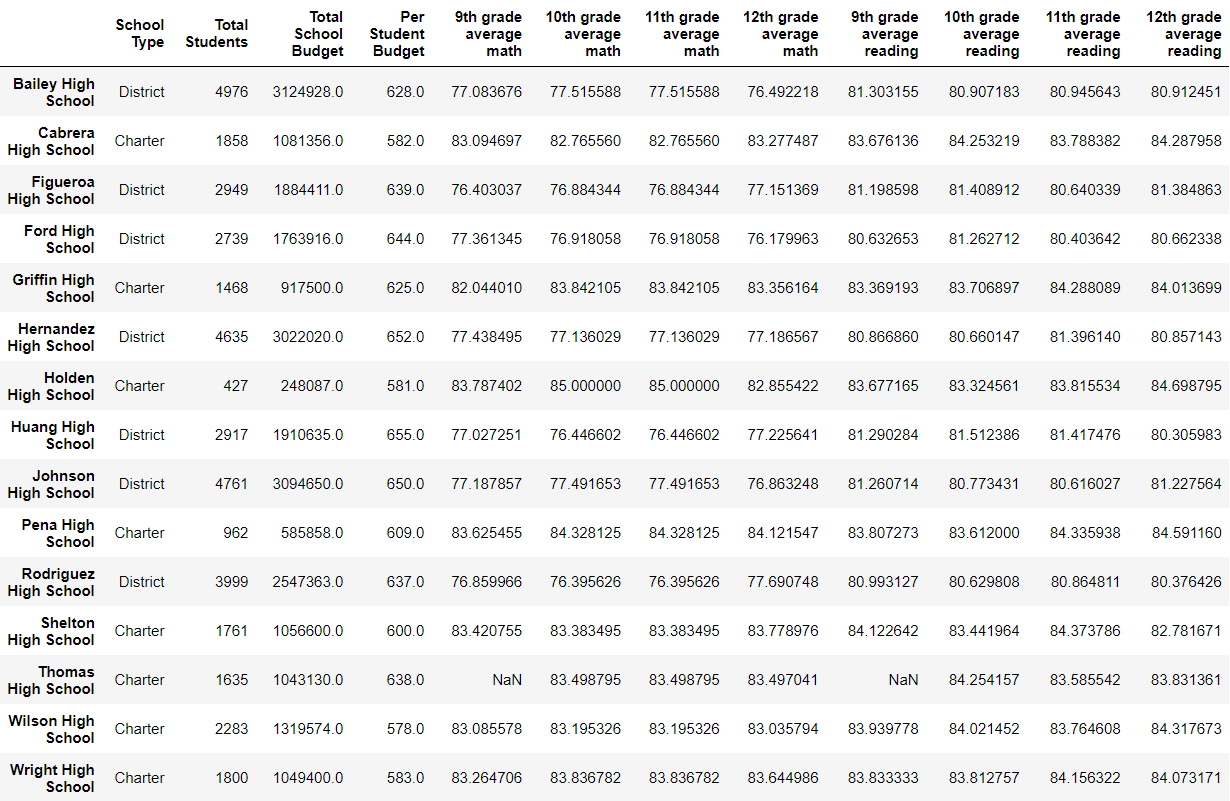 School Type Total Students Total School Budget Per Student Budget 9th grade average math 10th grade average math 11th grade average math 12th grade average math 9th grade average reading 10th grade average reading 11th grade average reading 12th grade average reading
Bailey High School District 4976 3124928.0 628.0 77.083676 77.515588 77.515588 76.492218 81.303155 80.907183 80.945643 80.912451
Cabrera High School Charter 1858 1081356.0 582.0 83.094697 82.765560 82.765560 83.277487 83.676136 84.253219 83.788382 84.287958
Figueroa High School District 2949 1884411.0 639.0 76.403037 76.884344 76.884344 77.151369 81.198598 81.408912 80.640339 81.384863
Ford High School District 2739 1763916.0 644.0 77.361345 76.918058 76.918058 76.179963 80.632653 81.262712 80.403642 80.662338
Griffin High School Charter 1468 917500.0 625.0 82.044010 83.842105 83.842105 83.356164 83.369193 83.706897 84.288089 84.013699
Hernandez High School District 4635 3022020.0 652.0 77.438495 77.136029 77.136029 77.186567 80.866860 80.660147 81.396140 80.857143
Holden High School Charter 427 248087.0 581.0 83.787402 85.000000 85.000000 82.855422 83.677165 83.324561 83.815534 84.698795
Huang High School District 2917 1910635.0 655.0 77.027251 76.446602 76.446602 77.225641 81.290284 81.512386 81.417476 80.305983
Johnson High School District 4761 3094650.0 650.0 77.187857 77.491653 77.491653 76.863248 81.260714 80.773431 80.616027 81.227564
Pena High School Charter 962 585858.0 609.0 83.625455 84.328125 84.328125 84.121547 83.807273 83.612000 84.335938 84.591160
Rodriguez High School District 3999 2547363.0 637.0 76.859966 76.395626 76.395626 77.690748 80.993127 80.629808 80.864811 80.376426
Shelton High School Charter 1761 1056600.0 600.0 83.420755 83.383495 83.383495 83.778976 84.122642 83.441964 84.373786 82.781671
Thomas High School Charter 1635 1043130.0 638.0 NaN 83.498795 83.498795 83.497041 NaN 84.254157 83.585542 83.831361
Wilson High School Charter 2283 1319574.0 578.0 83.085578 83.195326 83.195326 83.035794 83.939778 84.021452 83.764608 84.317673
Wright High School Charter 1800 1049400.0 583.0 83.264706 83.836782 83.836782 83.644986 83.833333 83.812757 84.156322 84.073171